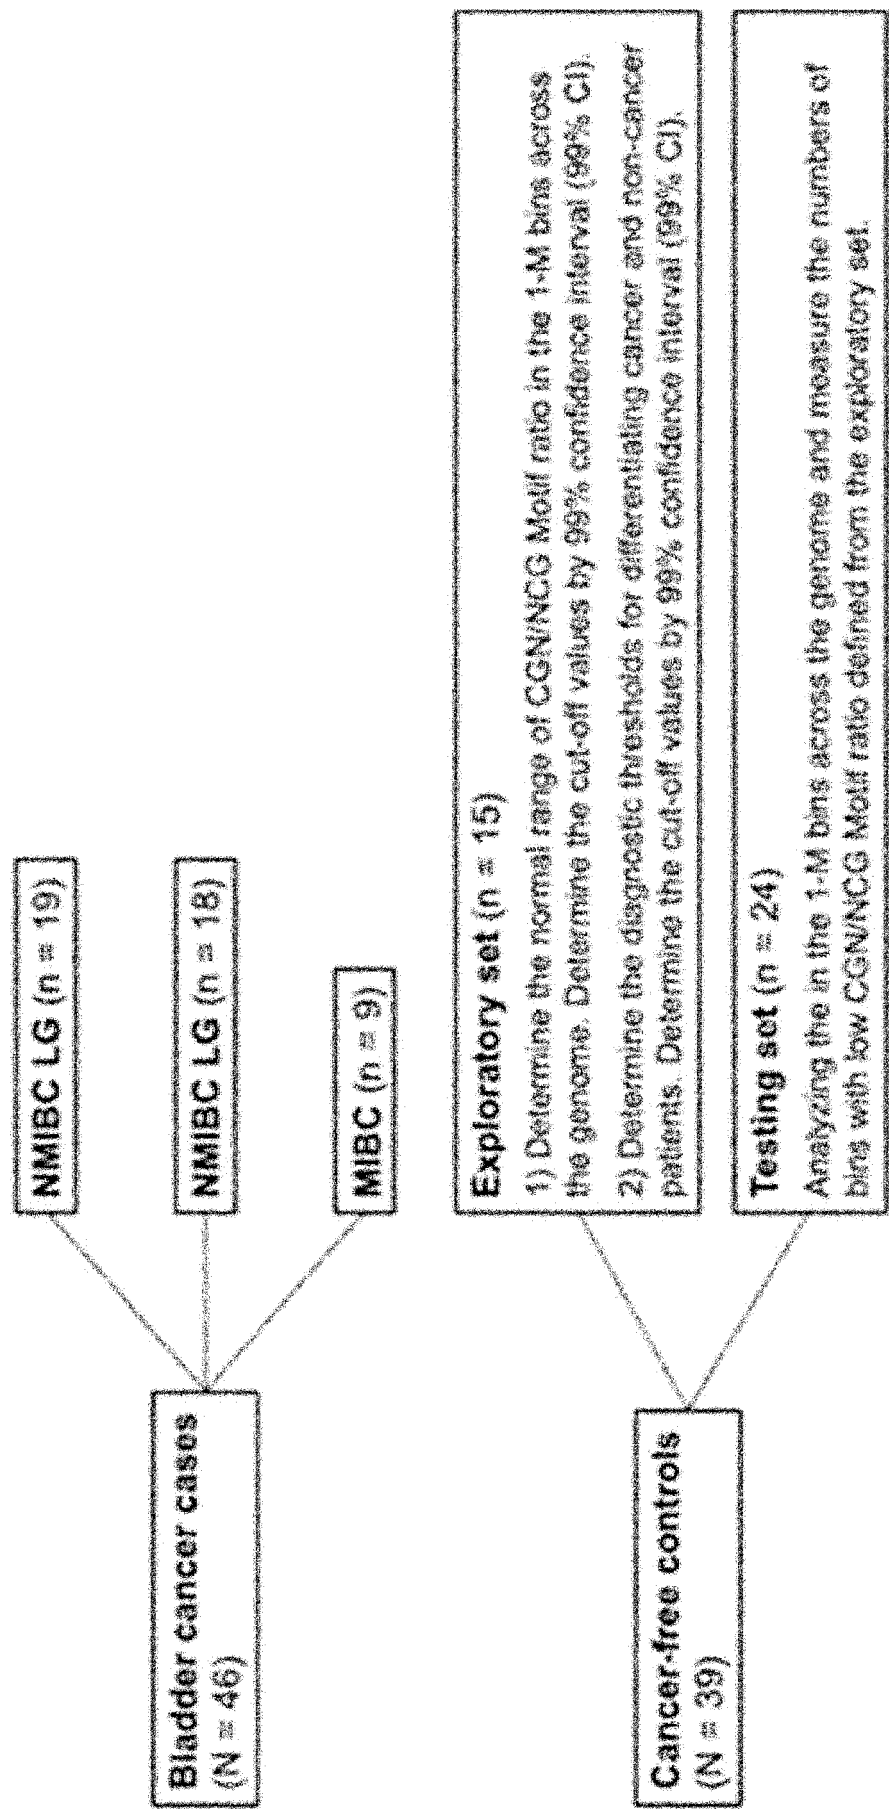 Bladder cancer cases
(N = 46)
NMIBC LG (n = 19)
NMIBC LG (n = 18)
MIBC (n = 9)
Cancer-free controls
(N = 39)
Exploratory set (n = 15)
1) Determine the normal range of CGN/NCG Motif ratio in the 1-M bins across
the genome. Determine the cut-off values by 99% confidence interval (99% CI).
2) Determine the diagnostic thresholds for differentiating cancer and non-cancer
patients. Determine the cut-off values by 99% confidence interval (99% CI).
Testing set (n = 24)
Analyzing the in the 1-M bins across the genome and measure the numbers of
bins with low CGN/NCG Motif ratio defined from the exploratory set.